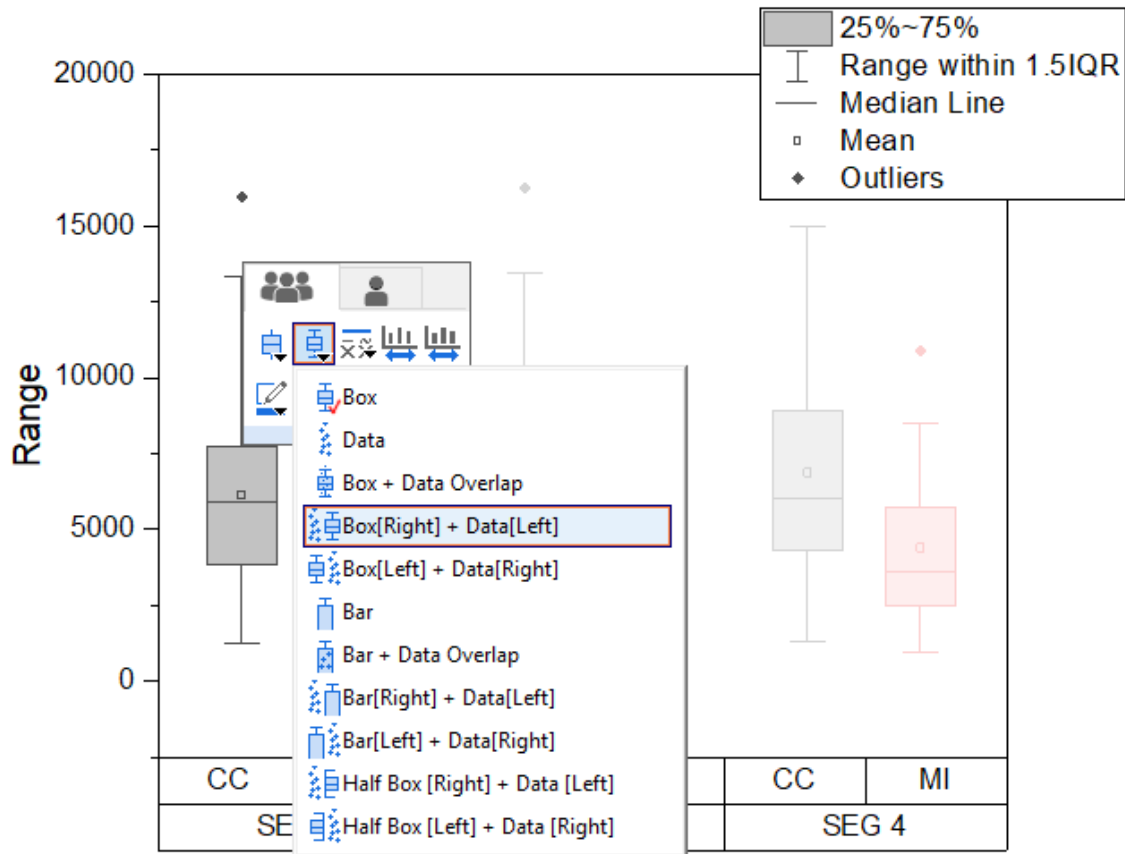 25%~75%
Range within 1.5IQR
Median Line
Mean
Outliers
20000
15000
10000
5000
0
Range
Box
Data
Box + Data Overlap
Box[Right] + Data[Left]
Box[Left] + Data[Right]
Bar
Bar + Data Overlap
Bar[Right] + Data[Left]
Bar[Left] + Data[Right]
Half Box [Right] + Data [Left]
Half Box [Left] + Data [Right]
CC
CC
MI
SE
SEG 4